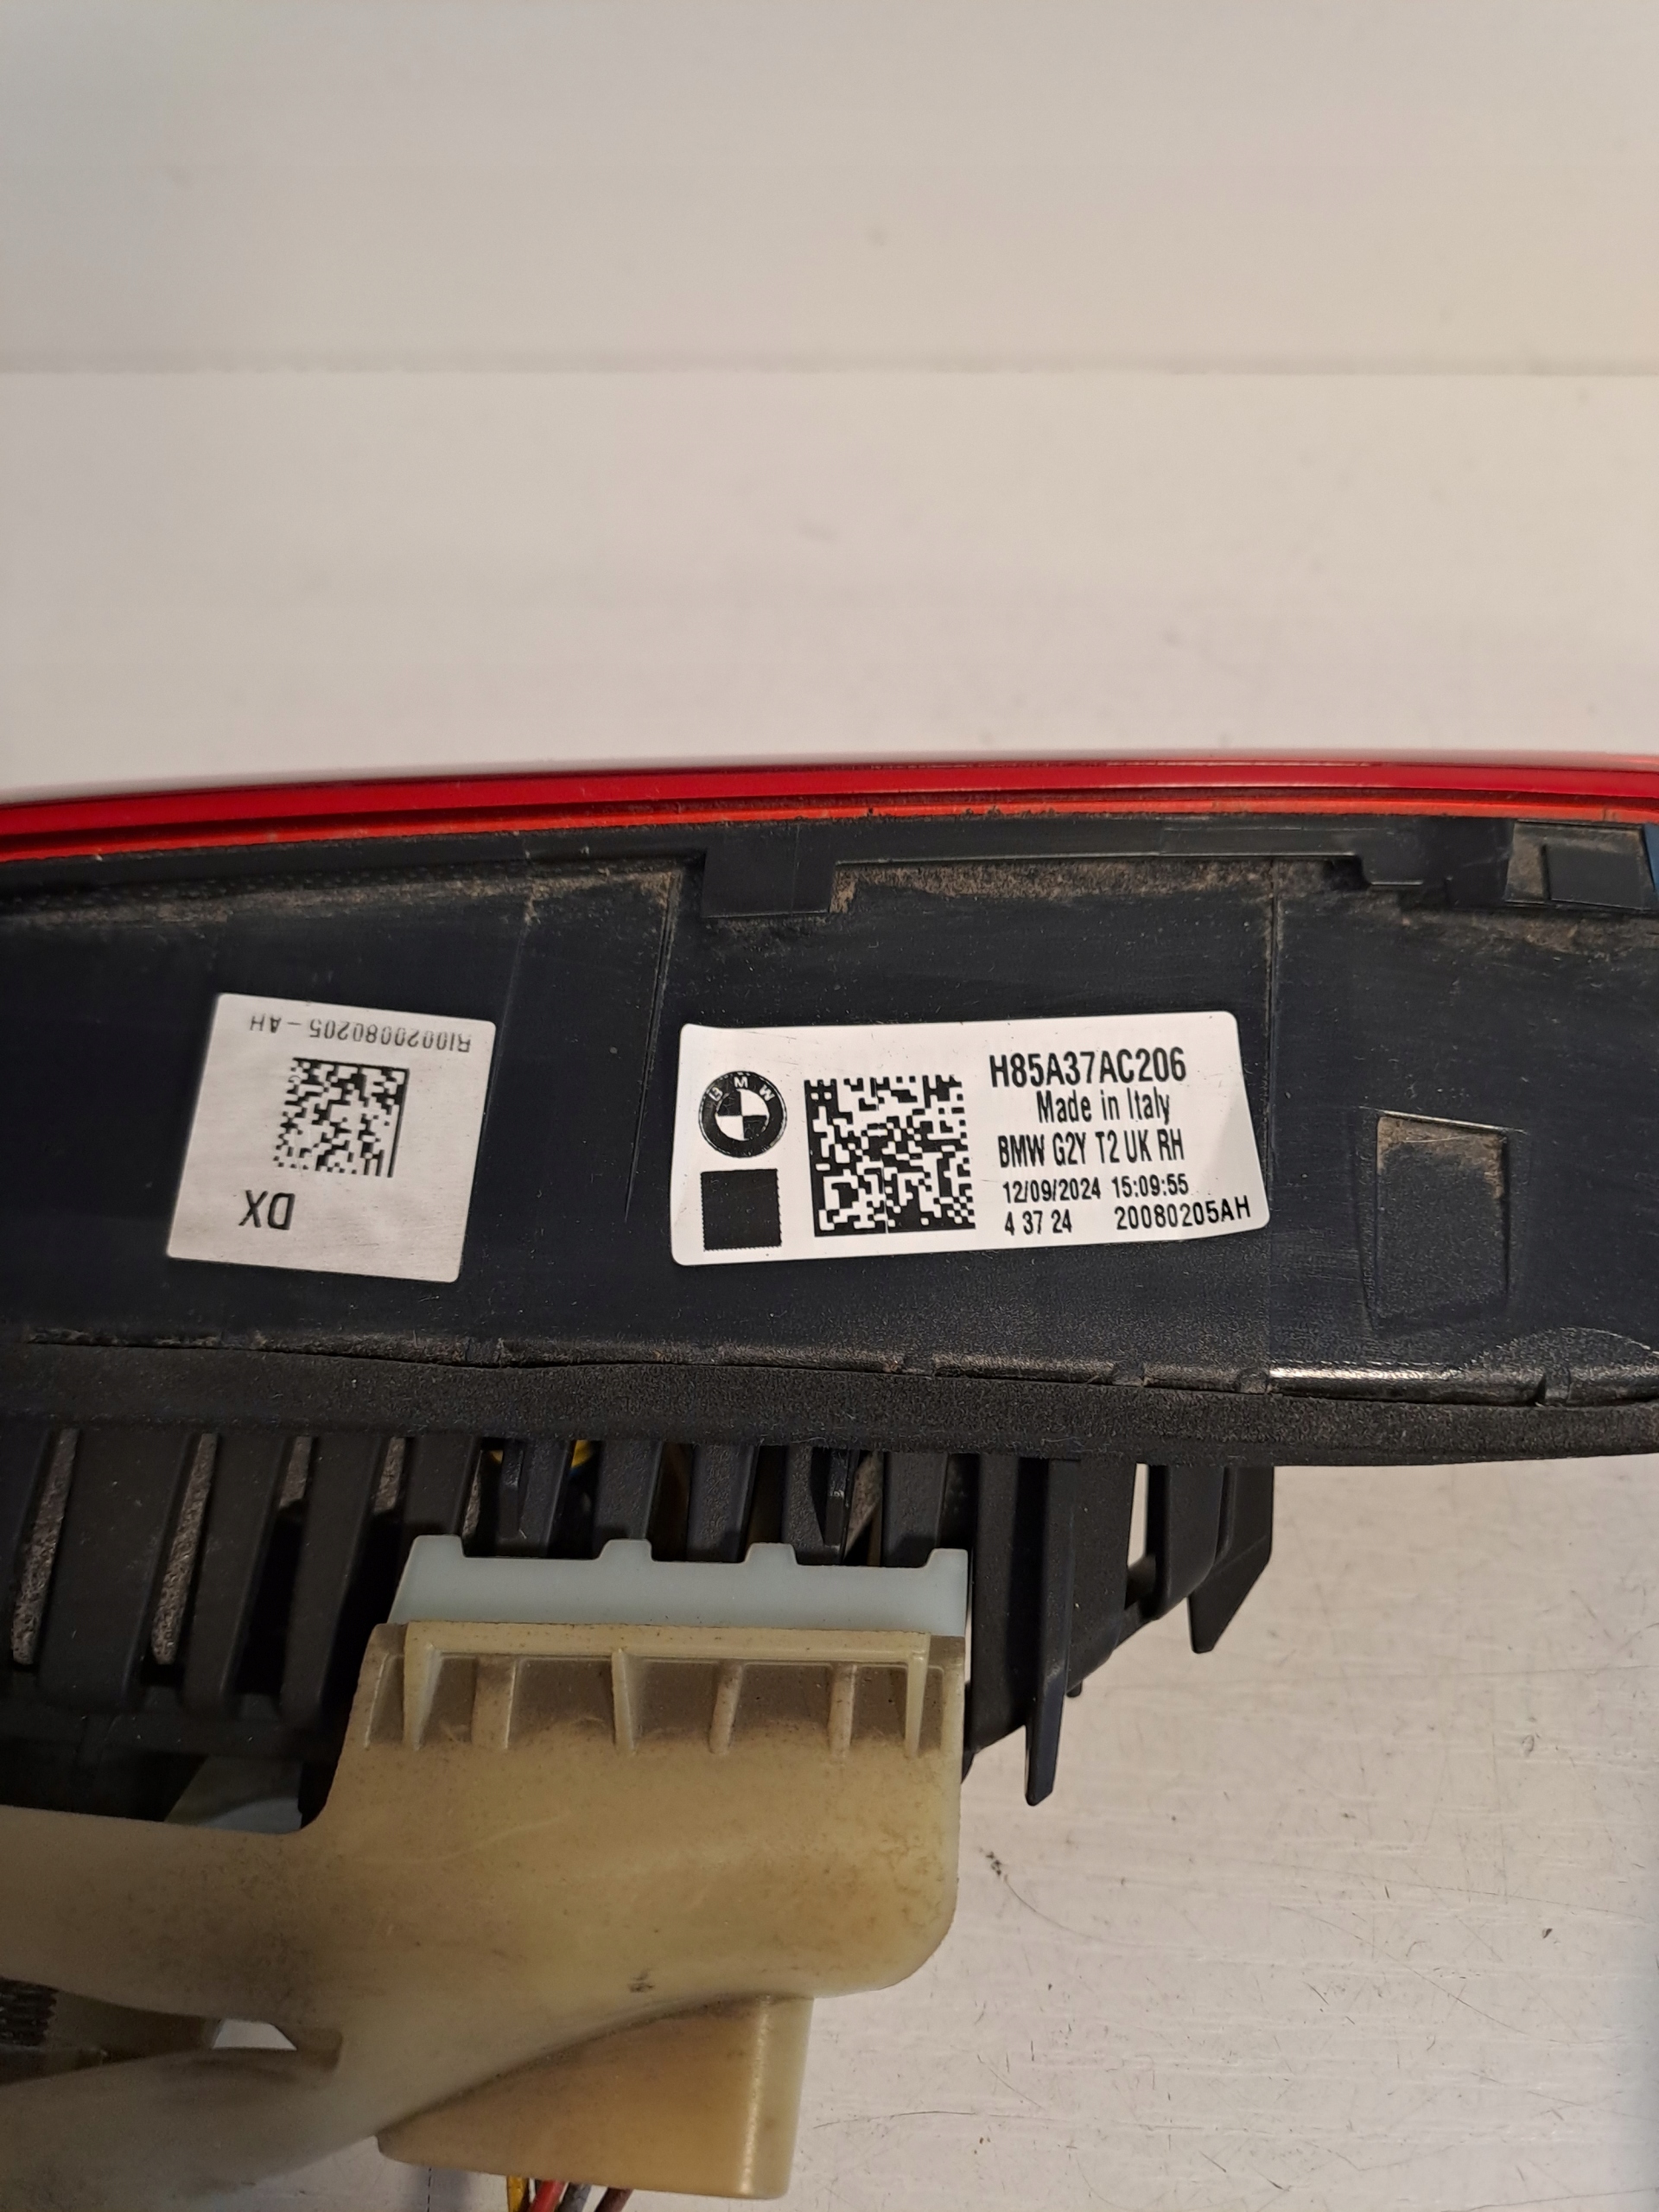 RI0020080205-AH
DX
BMW
H85A37AC206
Made in Italy
BMW G2Y T2 UK RH
12/09/2024 15:09:55
4 37 24 20080205AH